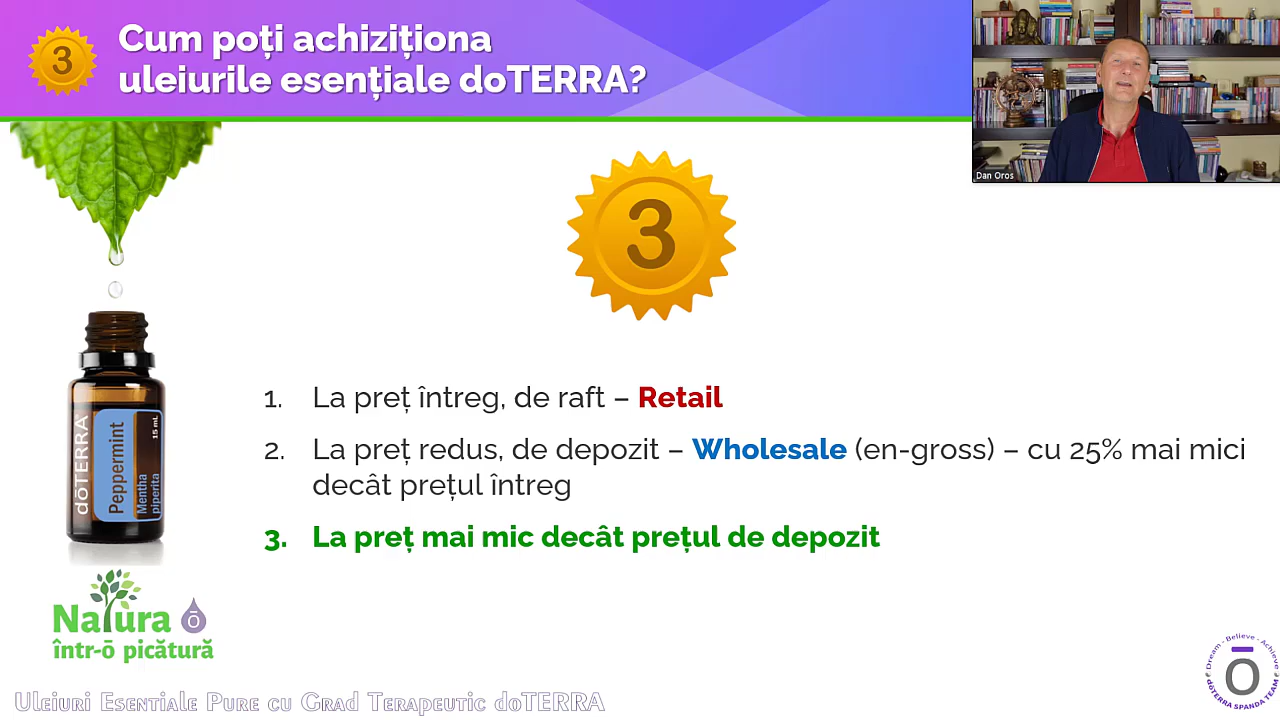 3
Cum poți achiziționa
uleiurile esențiale doTERRA?
Dan Oros
3
1. La preț întreg, de raft – Retail
2. La preț redus, de depozit – Wholesale (en-gross) – cu 25% mai mici
decât prețul întreg
3. La preț mai mic decât prețul de depozit
dōTERRA
Peppermint
15 mL
Mentha
piperita
Natura ō
într-ō picătură
Uleiuri Esentiale Pure cu Grad Terapeutic doTERRA
Dream - Believe - Achieve
Ō
dōTERRA SPANDA TEAM